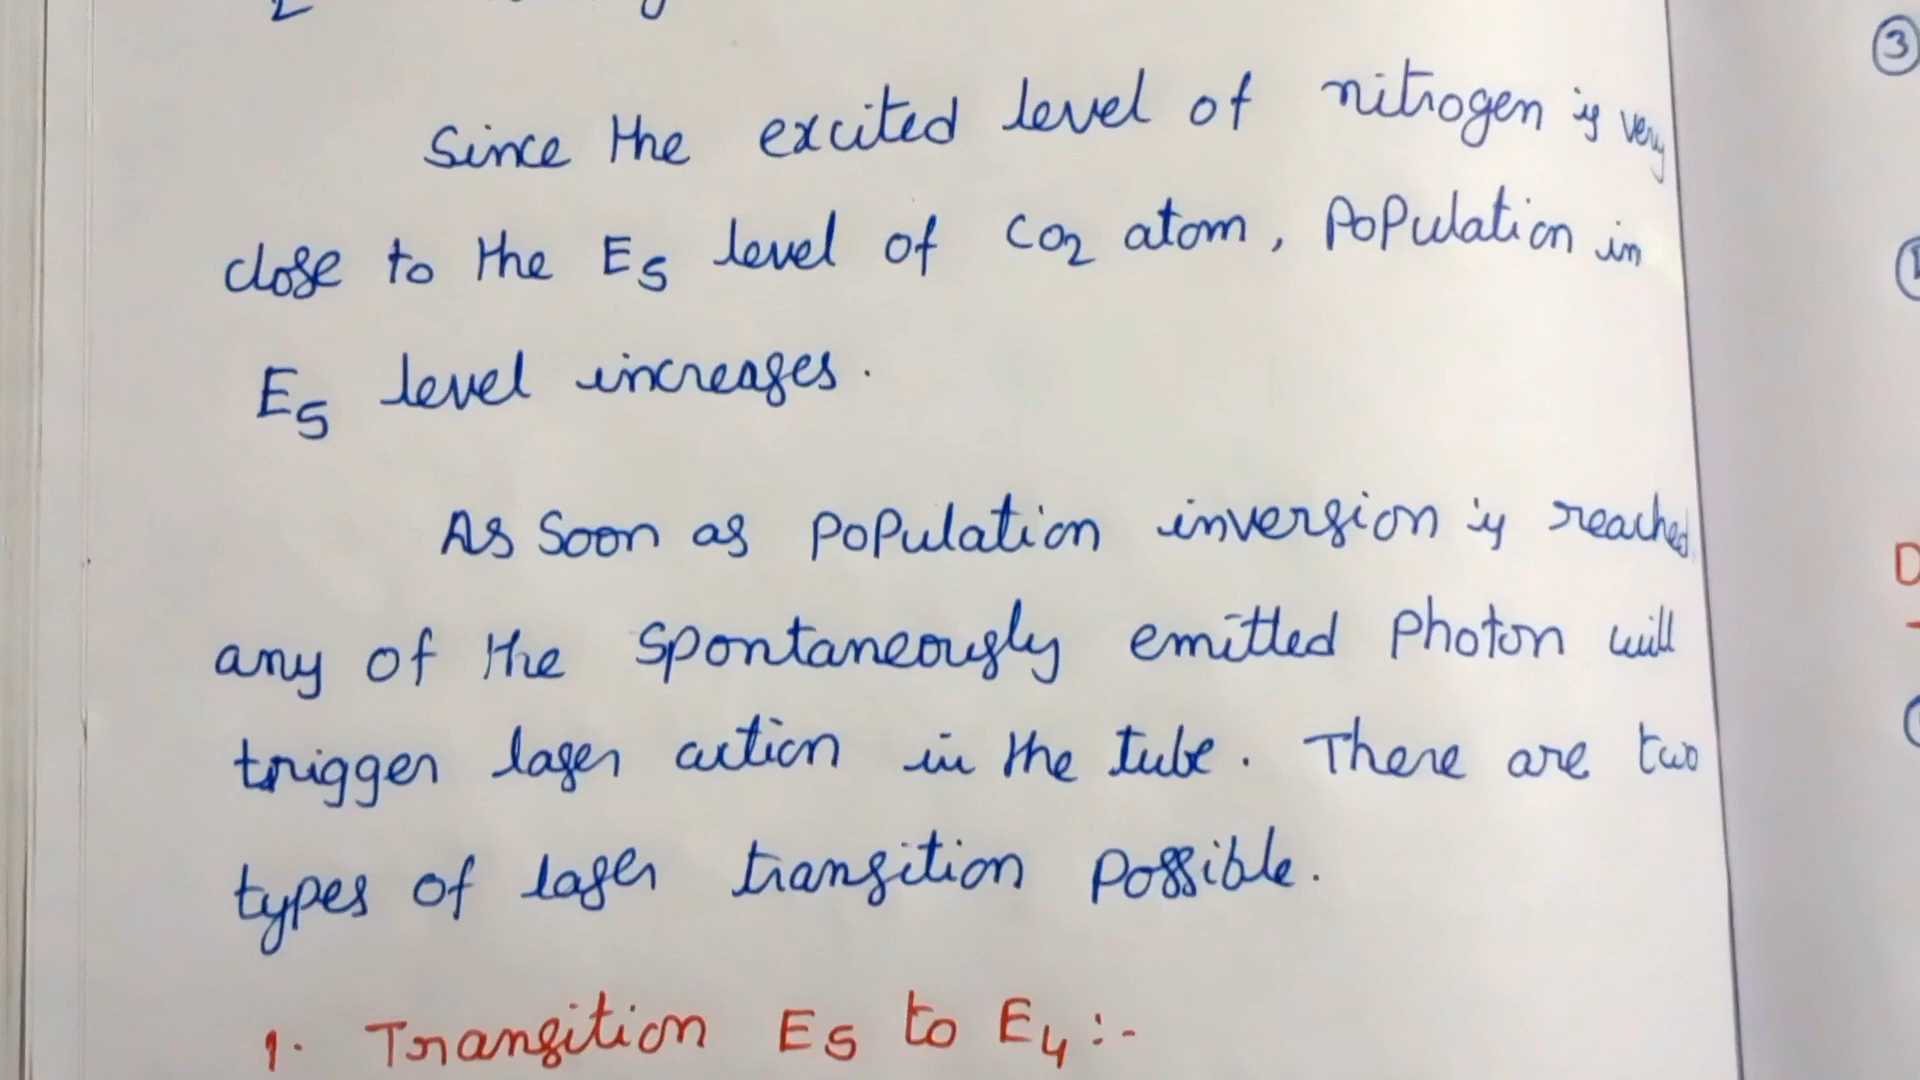 Since the excited level of nitrogen is very
close to the E5 level of CO2 atom, Population in
E5 level increases.
As Soon as Population inversion is reached
any of the Spontaneously emitted Photon will
trigger laser action in the tube. There are two
types of laser transition Possible.
1. Transition E5 to E4 :-
3